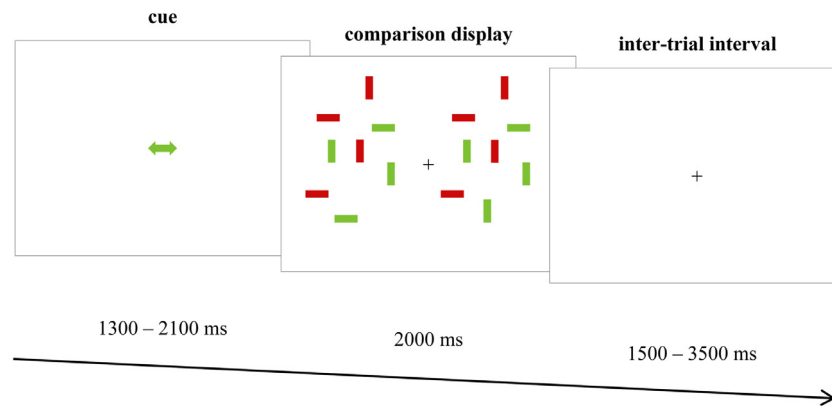 cue
comparison display
inter-trial interval
+
+
1300 – 2100 ms
2000 ms
1500 – 3500 ms